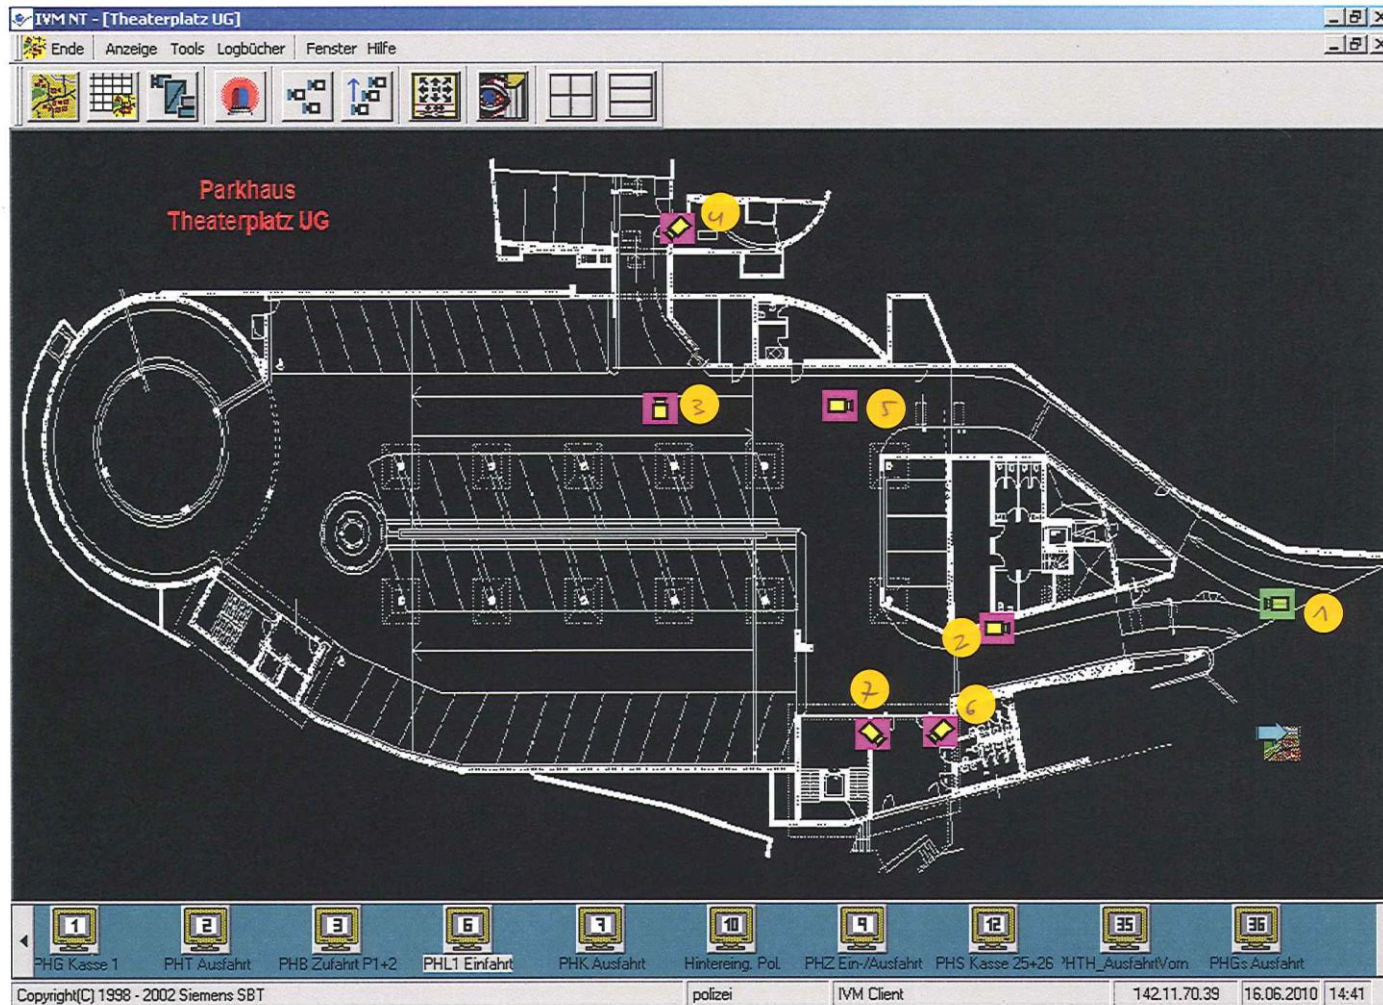 IVM NT - [Theaterplatz UG]
Ende Anzeige Tools Logbücher Fenster Hilfe
Parkhaus
Theaterplatz UG
4
3
5
2
1
7
6
1 2 3 6 7 10 9 12 35 36
PHG Kasse 1 PHT Ausfahrt PHB Zufahrt P1+2 PHL1 Einfahrt PHK Ausfahrt Hintereing. Pol. PHZ Ein-/Ausfahrt PHS Kasse 25+26 PHTH_AusfahrtVorn PHGs Ausfahrt
Copyright(C) 1998 - 2002 Siemens SBT polizei IVM Client 142.11.70.39 16.06.2010 14:41